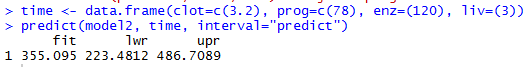 > time <- data.frame(clot=c(3.2), prog=c(78), enz=(120), liv=(3))
> predict(model2, time, interval="predict")
fit lwr upr
1 355.095 223.4812 486.7089